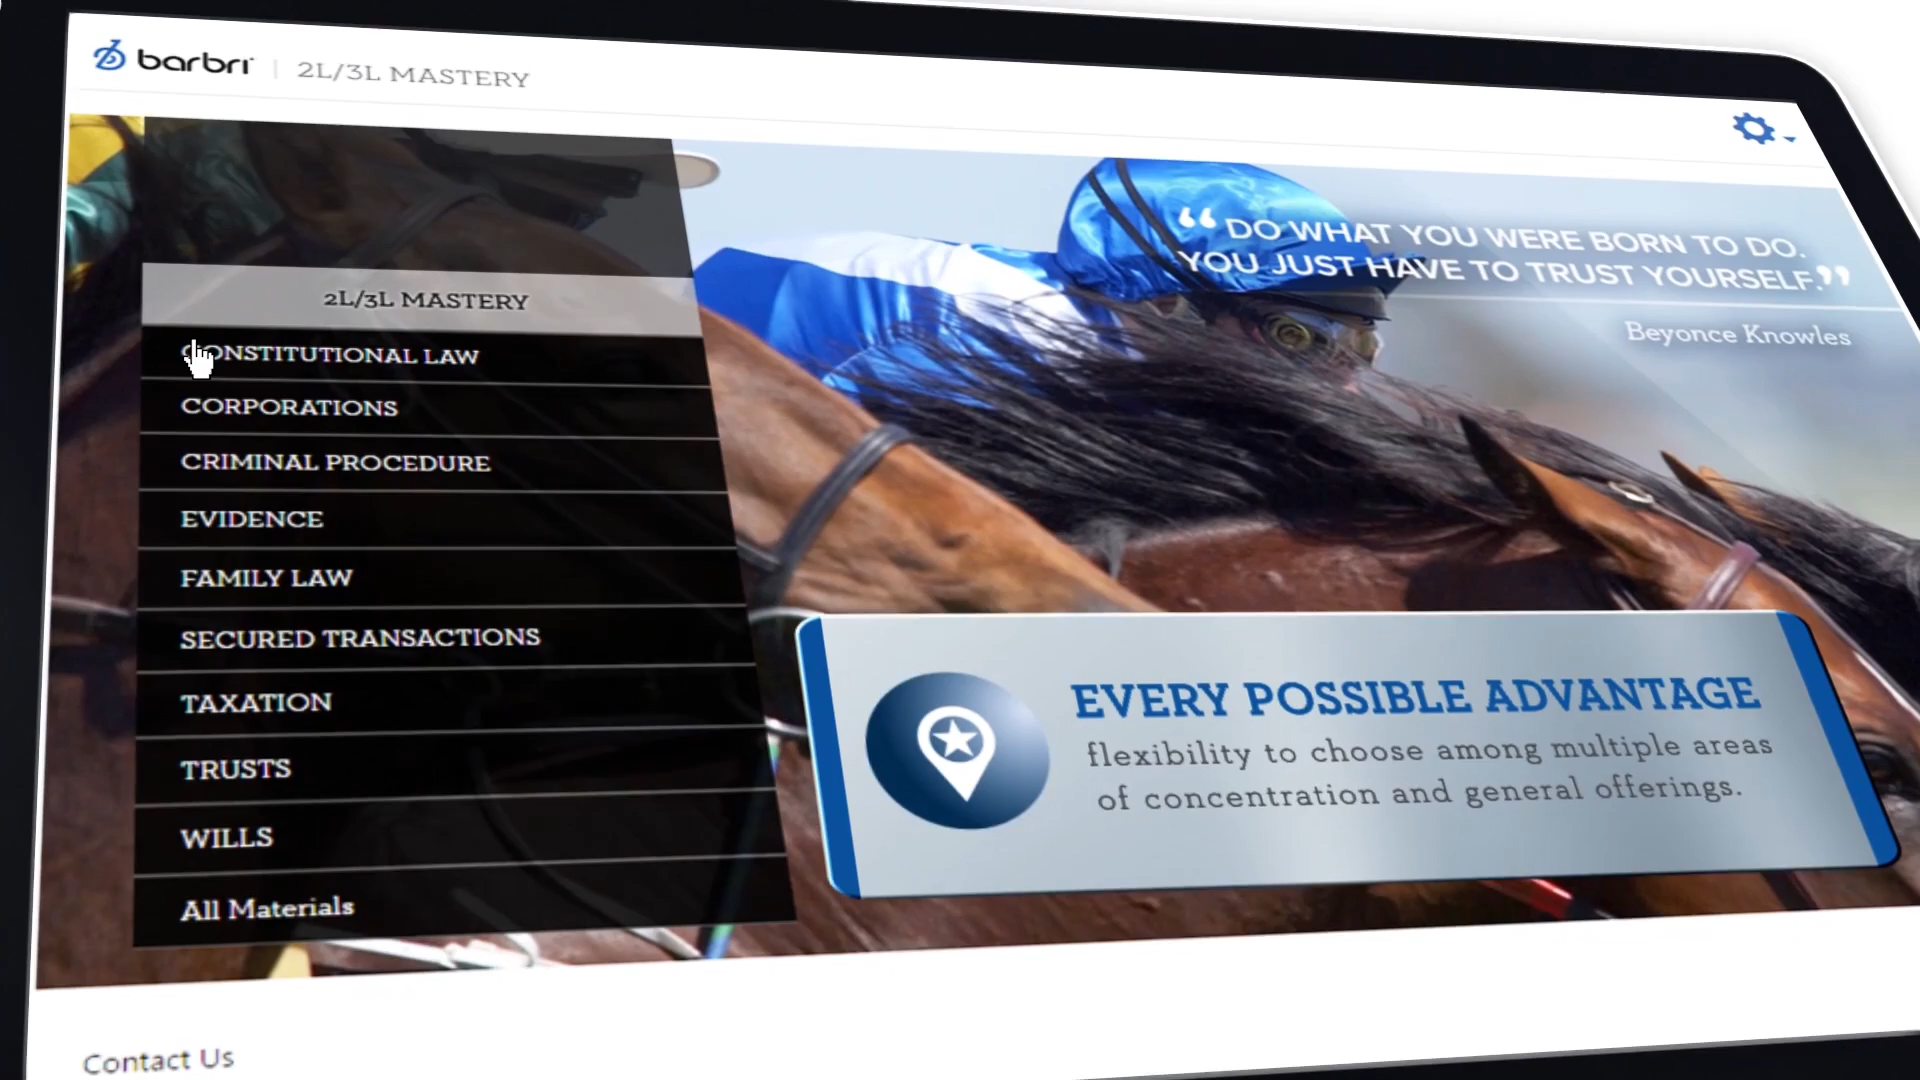 barbri
2L/3L MASTERY
“ DO WHAT YOU WERE BORN TO DO.
YOU JUST HAVE TO TRUST YOURSELF.”
Beyonce Knowles
2L/3L MASTERY
CONSTITUTIONAL LAW
CORPORATIONS
CRIMINAL PROCEDURE
EVIDENCE
FAMILY LAW
SECURED TRANSACTIONS
TAXATION
TRUSTS
WILLS
All Materials
EVERY POSSIBLE ADVANTAGE
flexibility to choose among multiple areas
of concentration and general offerings.
Contact Us